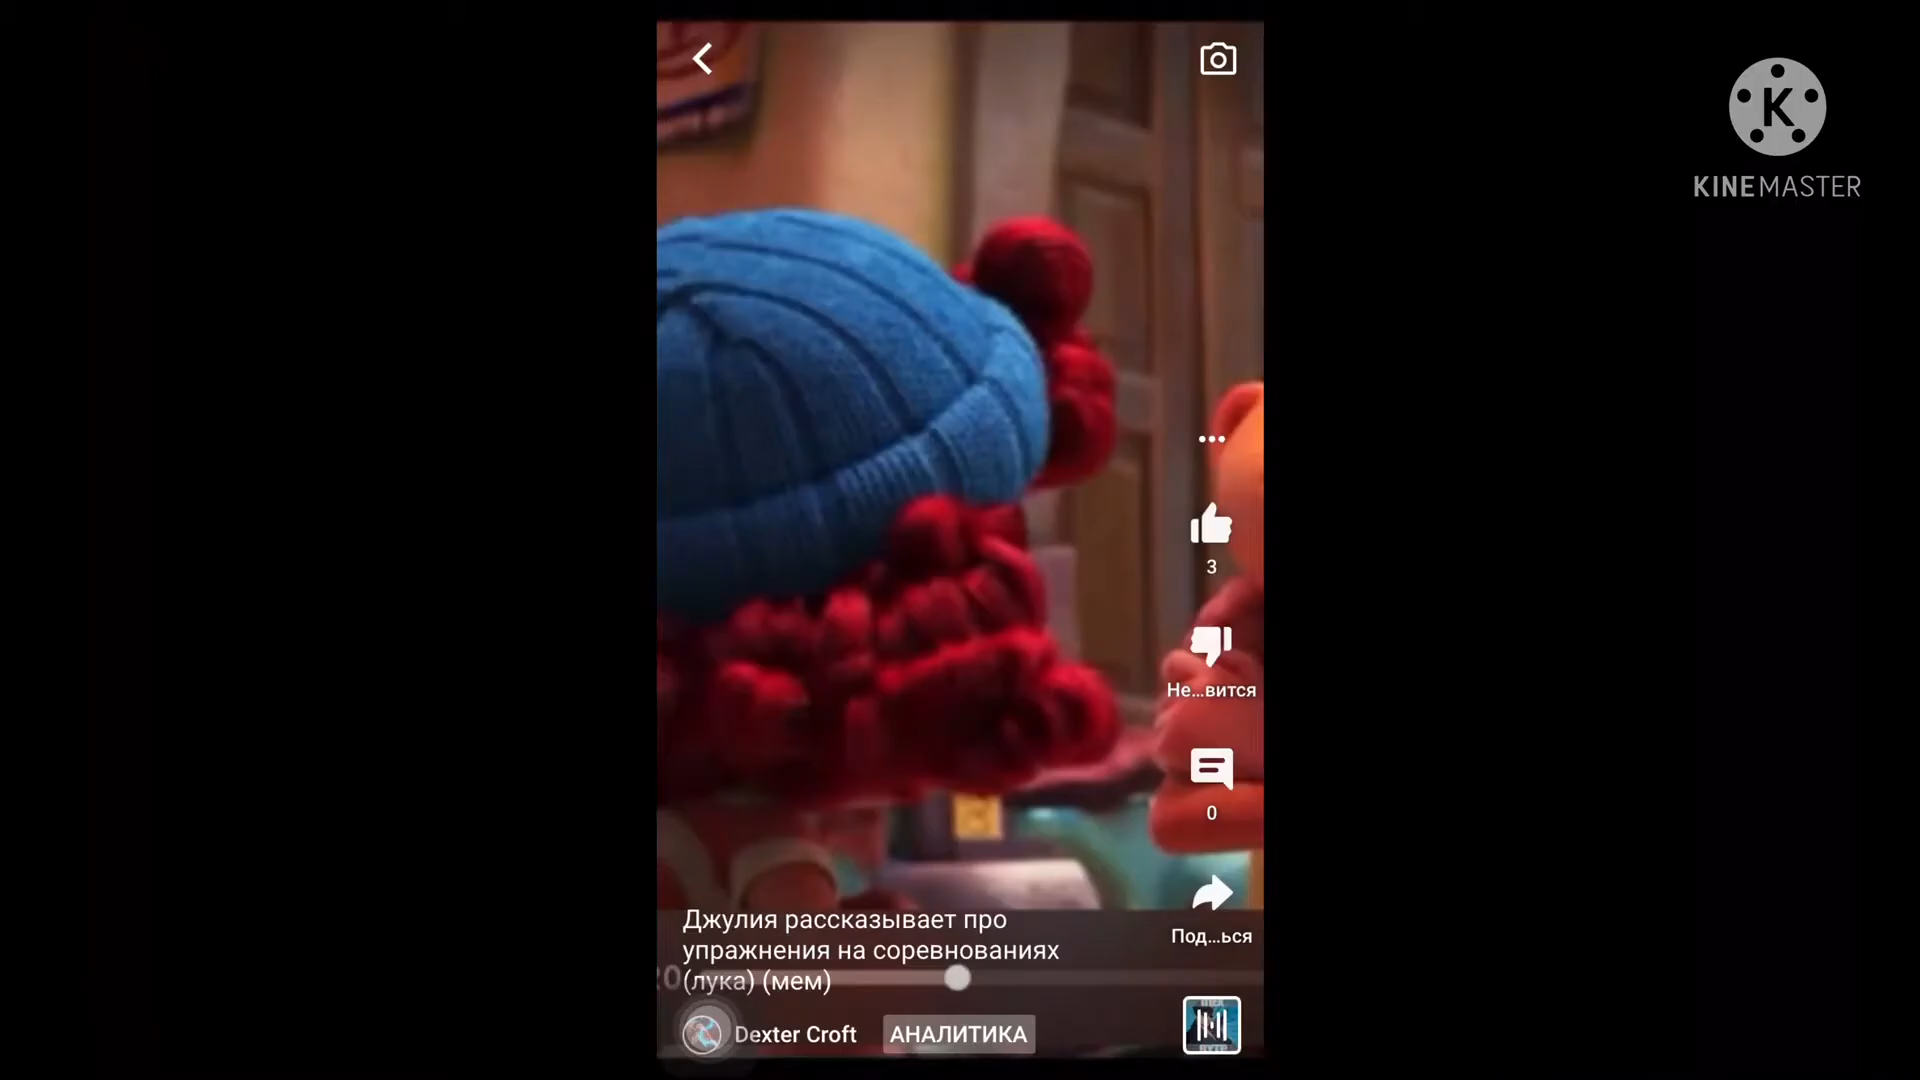 KINEMASTER
3
Не...вится
0
Под...ься
Джулия рассказывает про
упражнения на соревнованиях
(лука) (мем)
Dexter Croft
АНАЛИТИКА